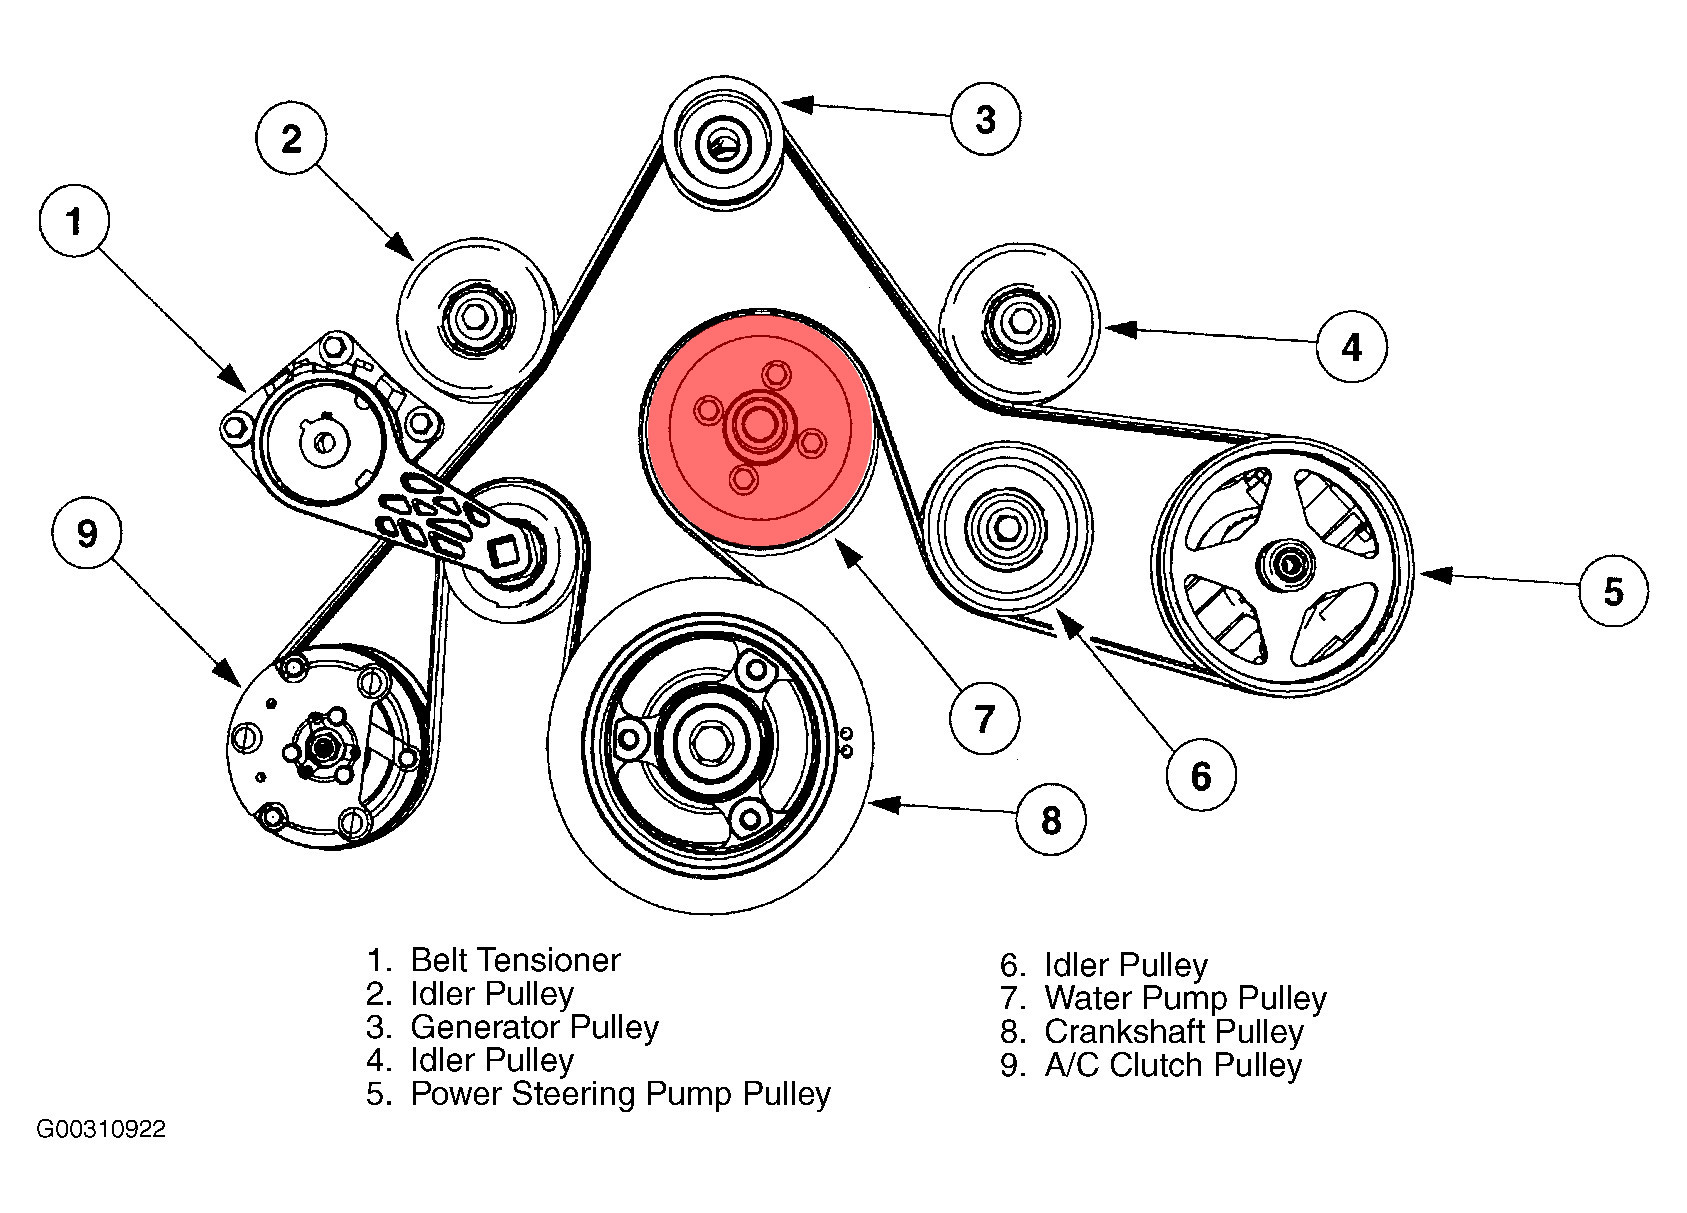 3
2
1
4
9
5
7
6
8
1. Belt Tensioner
2. Idler Pulley
3. Generator Pulley
4. Idler Pulley
5. Power Steering Pump Pulley
6. Idler Pulley
7. Water Pump Pulley
8. Crankshaft Pulley
9. A/C Clutch Pulley
G00310922